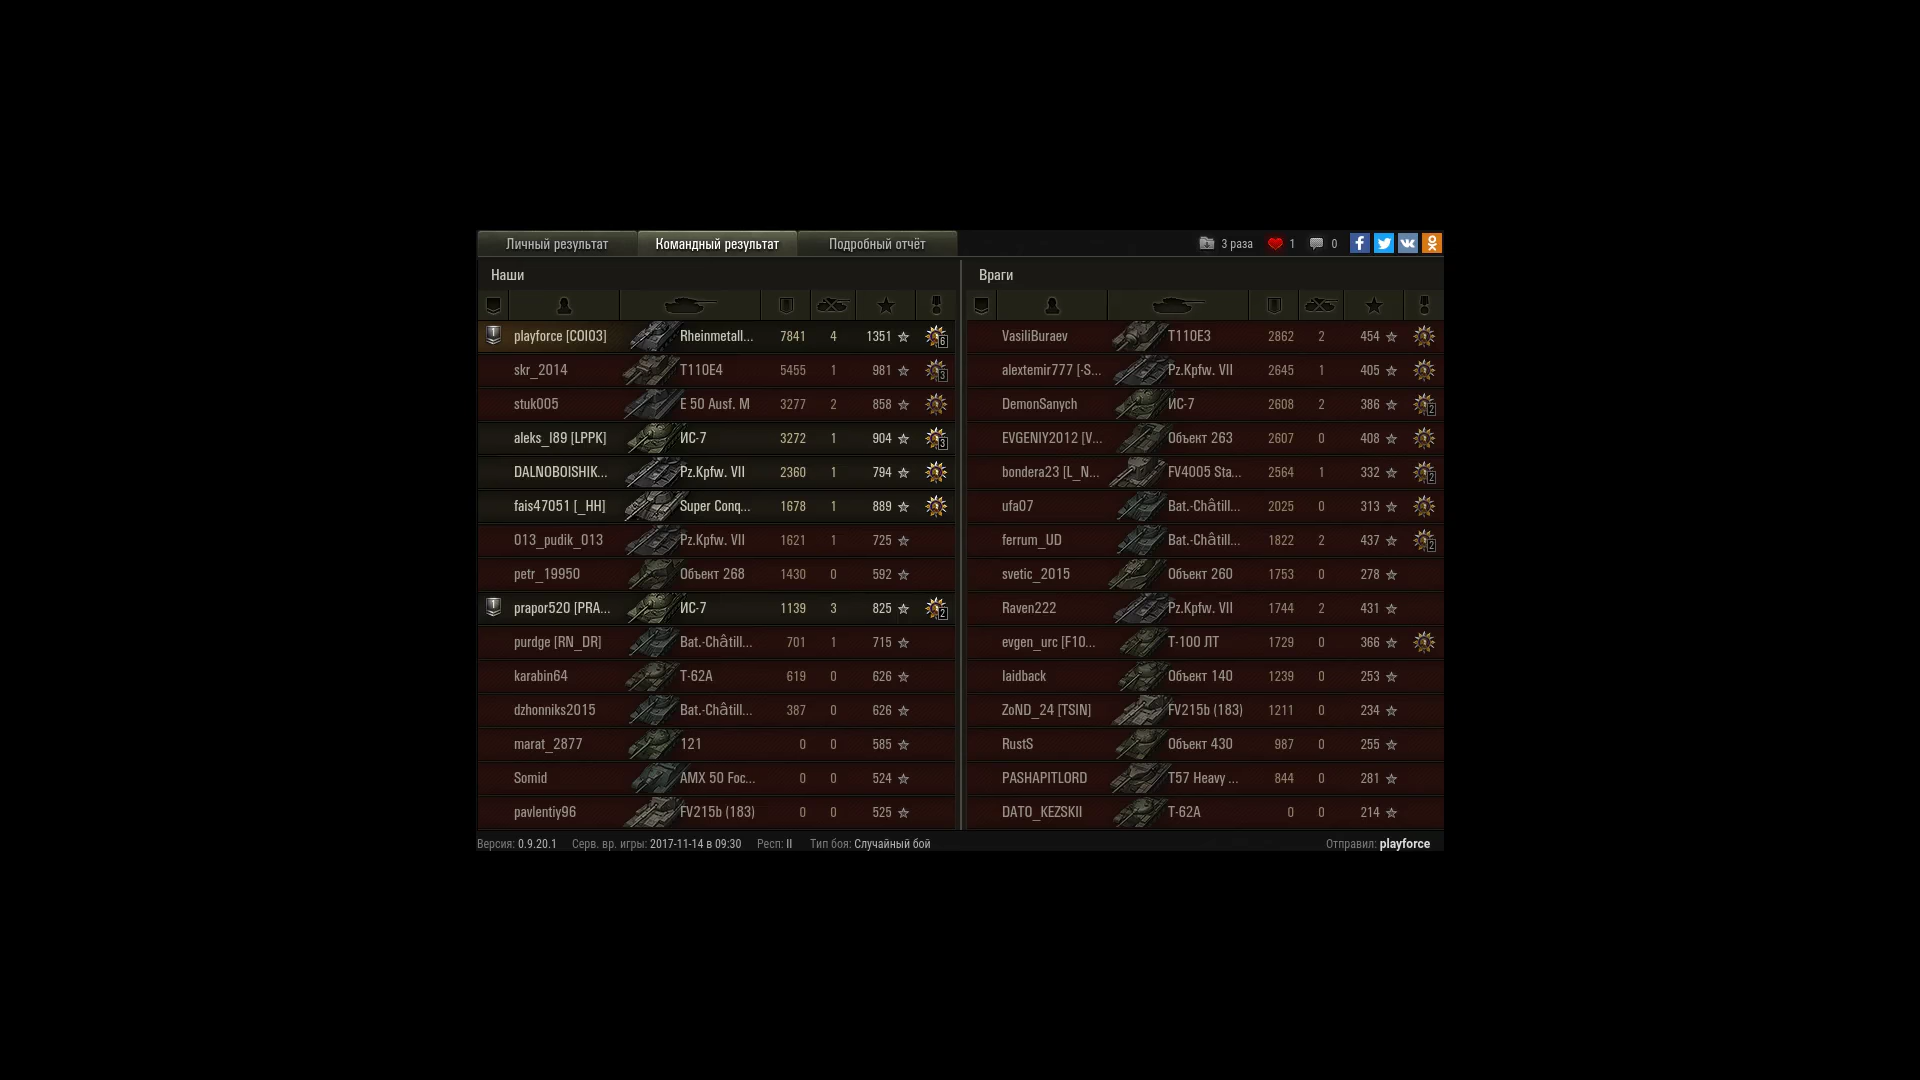 Личный результат Командный результат Подробный отчёт 3 раза 1 0
Наши Враги
playforce [COIO3] Rheinmetall... 7841 4 1351 6 VasiliBuraev T110E3 2862 2 454
skr_2014 T110E4 5455 1 981 3 alextemir777 [-S... Pz.Kpfw. VII 2645 1 405
stuk005 E 50 Ausf. M 3277 2 858 DemonSanych ИС-7 2608 2 386 2
aleks_l89 [LPPK] ИС-7 3272 1 904 3 EVGENIY2012 [V... Объект 263 2607 0 408
DALNOBOISHIK... Pz.Kpfw. VII 2360 1 794 bondera23 [L_N... FV4005 Sta... 2564 1 332 2
fais47051 [_HH] Super Conq... 1678 1 889 ufa07 Bat.-Châtill... 2025 0 313
013_pudik_013 Pz.Kpfw. VII 1621 1 725 ferrum_UD Bat.-Châtill... 1822 2 437 2
petr_19950 Объект 268 1430 0 592 svetic_2015 Объект 260 1753 0 278
prapor520 [PRA... ИС-7 1139 3 825 2 Raven222 Pz.Kpfw. VII 1744 2 431
purdge [RN_DR] Bat.-Châtill... 701 1 715 evgen_urc [F10... Т-100 ЛТ 1729 0 366
karabin64 Т-62А 619 0 626 laidback Объект 140 1239 0 253
dzhonniks2015 Bat.-Châtill... 387 0 626 ZoND_24 [TSIN] FV215b (183) 1211 0 234
marat_2877 121 0 0 585 RustS Объект 430 987 0 255
Somid AMX 50 Foc... 0 0 524 PASHAPITLORD T57 Heavy ... 844 0 281
pavlentiy96 FV215b (183) 0 0 525 DATO_KEZSKII Т-62А 0 0 214
Версия: 0.9.20.1 Серв. вр. игры: 2017-11-14 в 09:30 Респ: II Тип боя: Случайный бой Отправил: playforce